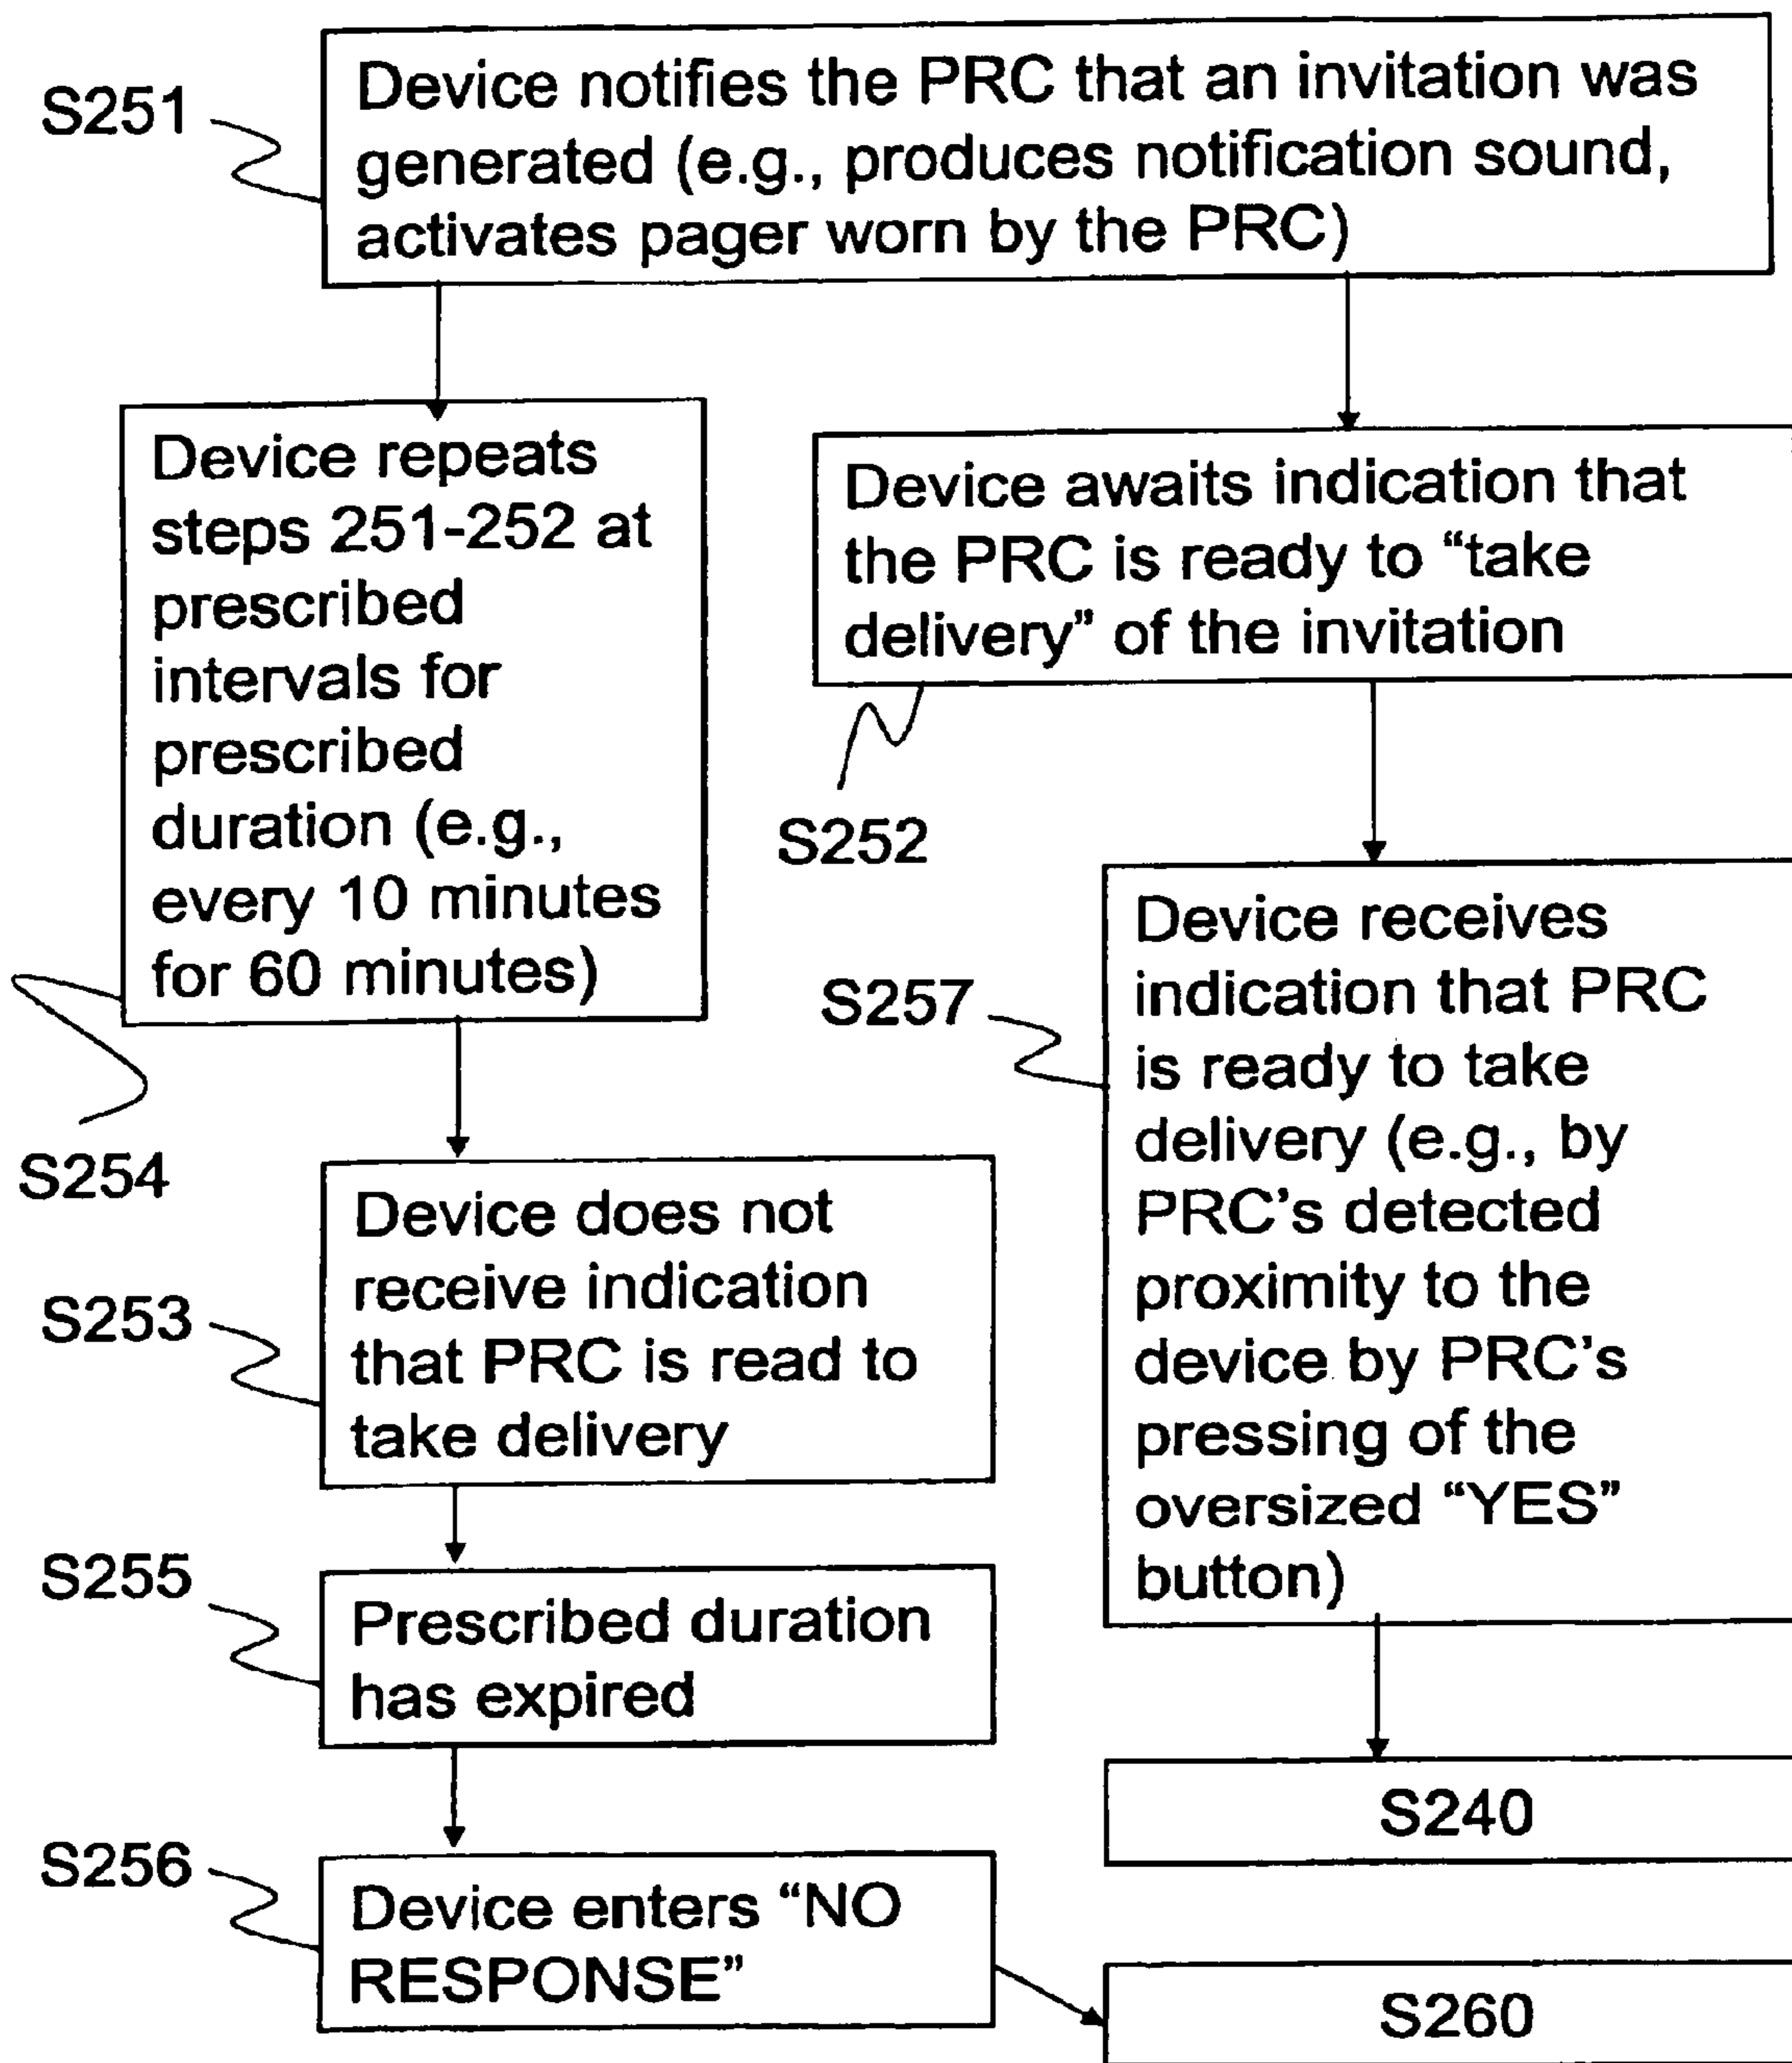 S251
Device notifies the PRC that an invitation was
generated (e.g., produces notification sound,
activates pager worn by the PRC)
Device repeats
steps 251-252 at
prescribed
intervals for
prescribed
duration (e.g.,
every 10 minutes
for 60 minutes)
S254
Device awaits indication that
the PRC is ready to “take
delivery” of the invitation
S252
S257
Device receives
indication that PRC
is ready to take
delivery (e.g., by
PRC’s detected
proximity to the
device by PRC’s
pressing of the
oversized “YES”
button)
S253
Device does not
receive indication
that PRC is read to
take delivery
S255
Prescribed duration
has expired
S240
S256
Device enters “NO
RESPONSE”
S260